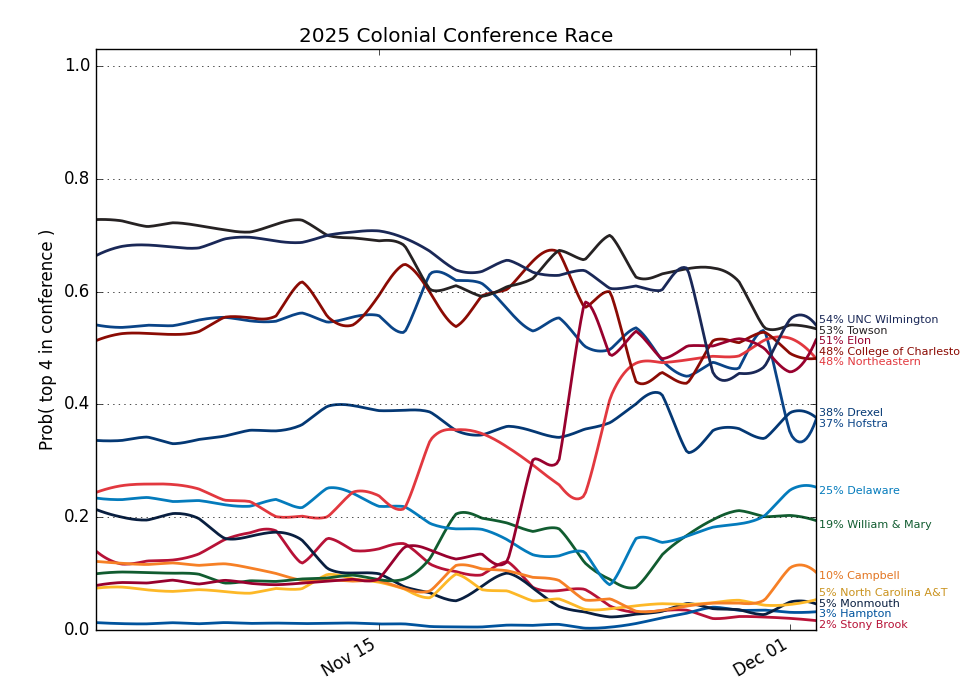 2025 Colonial Conference Race
Prob( top 4 in conference )
1.0
0.8
0.6
0.4
0.2
0.0
Nov 15
Dec 01
54% UNC Wilmington
53% Towson
51% Elon
48% College of Charlesto
48% Northeastern
38% Drexel
37% Hofstra
25% Delaware
19% William & Mary
10% Campbell
5% North Carolina A&T
5% Monmouth
3% Hampton
2% Stony Brook